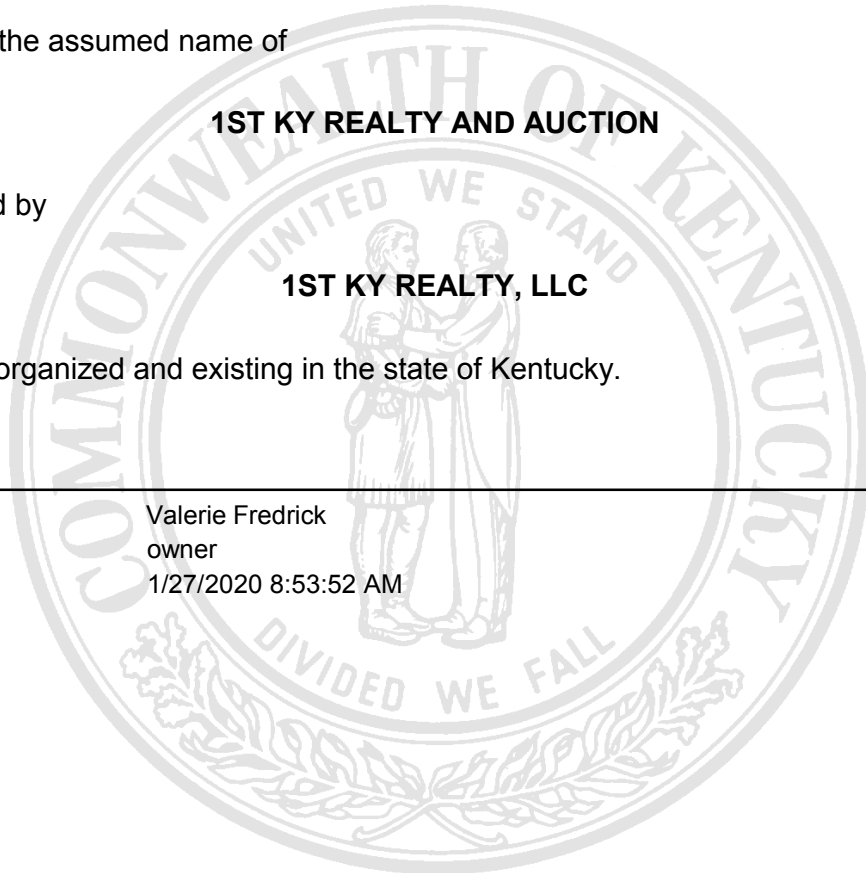 the assumed name of
1ST KY REALTY AND AUCTION
d by
1ST KY REALTY, LLC
organized and existing in the state of Kentucky.
Valerie Fredrick
owner
1/27/2020 8:53:52 AM
COMMONWEALTH OF KENTUCKY
UNITED WE STAND
DIVIDED WE FALL